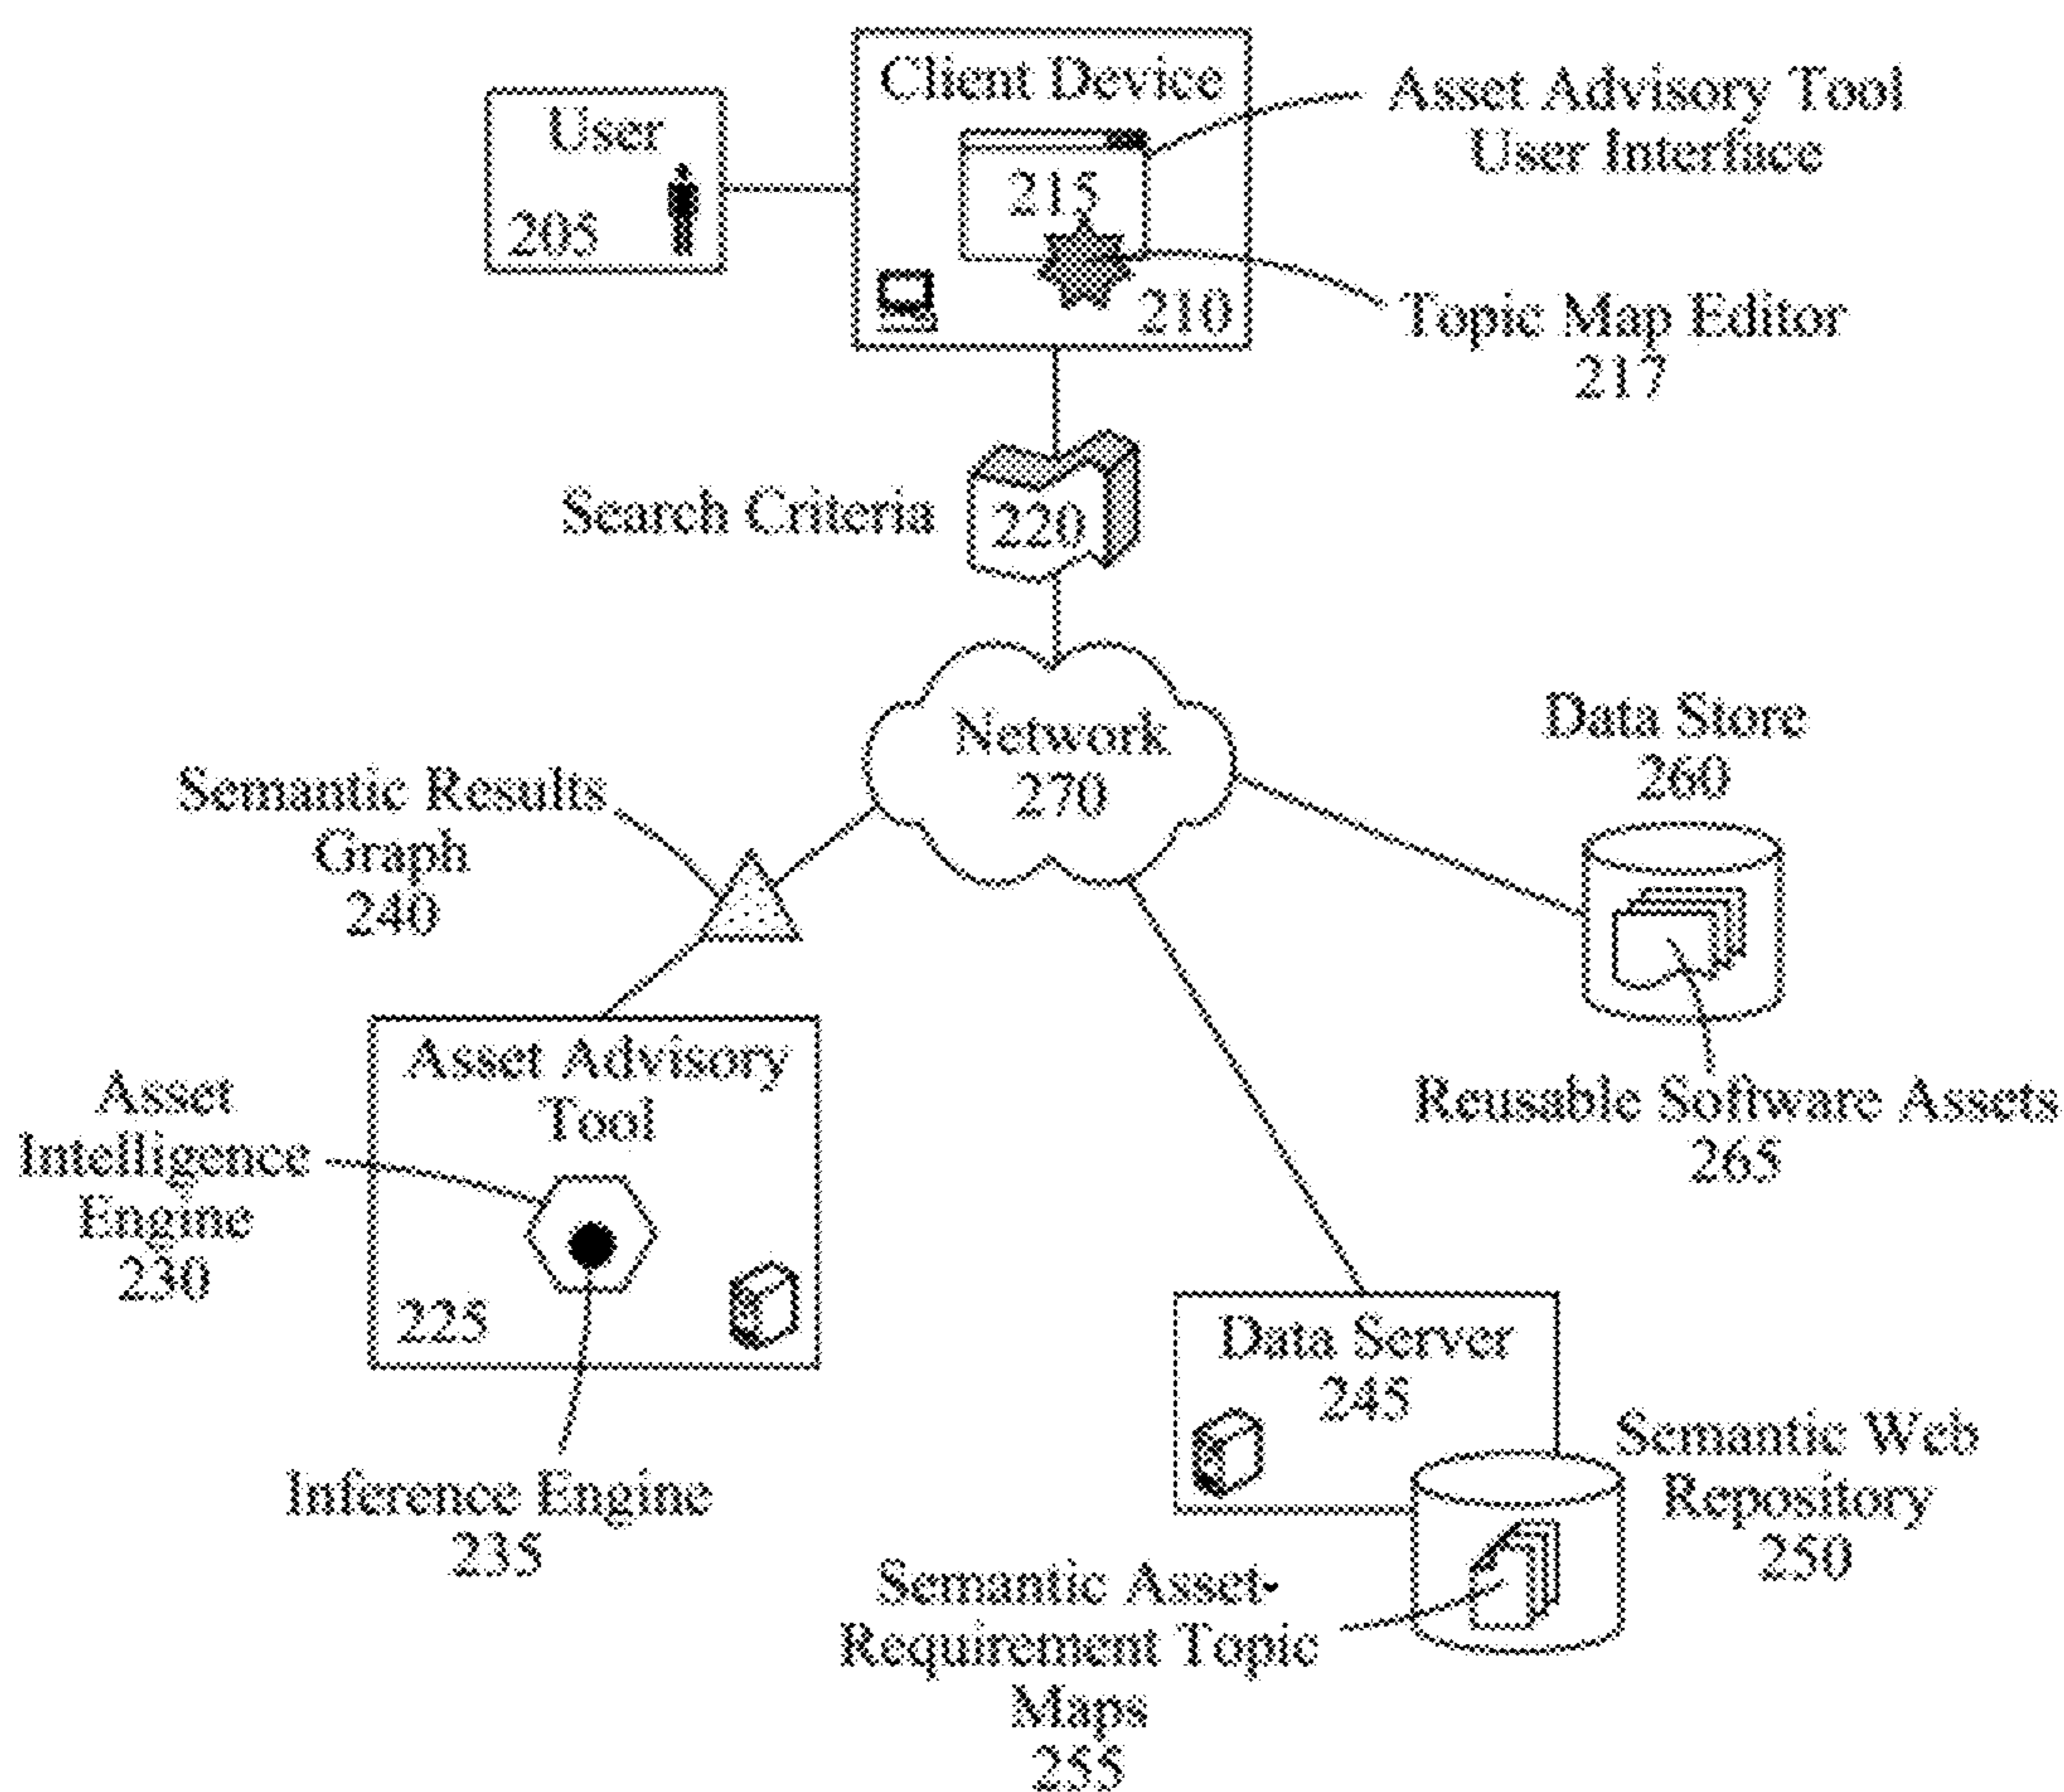 Client Device
User
205
215
210
Asset Advisory Tool
User Interface
Topic Map Editor
217
Search Criteria
220
Network
270
Data Store
260
Semantic Results
Graph
240
Reusable Software Assets
265
Asset Advisory
Tool
225
Asset
Intelligence
Engine
230
Inference Engine
235
Data Server
245
Semantic Web
Repository
250
Semantic Asset-
Requirement Topic
Maps
255